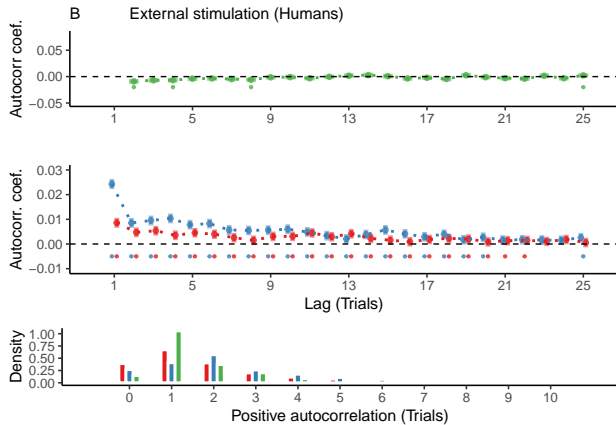 B External stimulation (Humans)
Autocorr coef.
0.05
0.00
−0.05
1 5 9 13 17 21 25
Autocorr. coef.
0.03
0.02
0.01
0.00
−0.01
1 5 9 13 17 21 25
Lag (Trials)
Density
1.00
0.75
0.50
0.25
0.00
0 1 2 3 4 5 6 7 8 9 10
Positive autocorrelation (Trials)